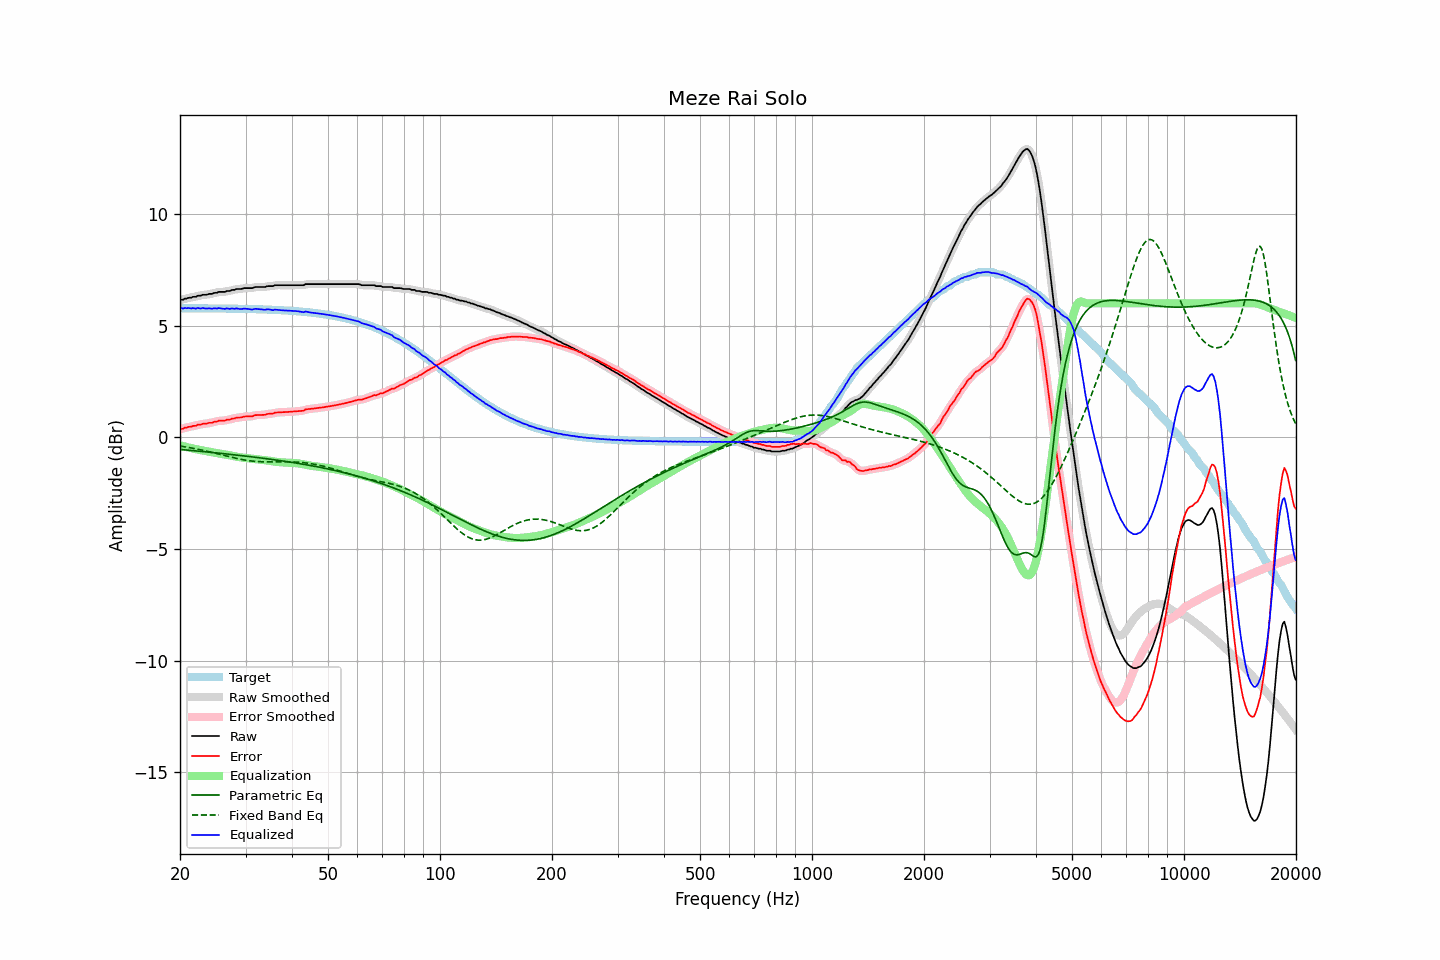 Meze Rai Solo
Amplitude (dBr)
10
5
0
−5
−10
−15
Target
Raw Smoothed
Error Smoothed
Raw
Error
Equalization
Parametric Eq
Fixed Band Eq
Equalized
20 50 100 200 500 1000 2000 5000 10000 20000
Frequency (Hz)